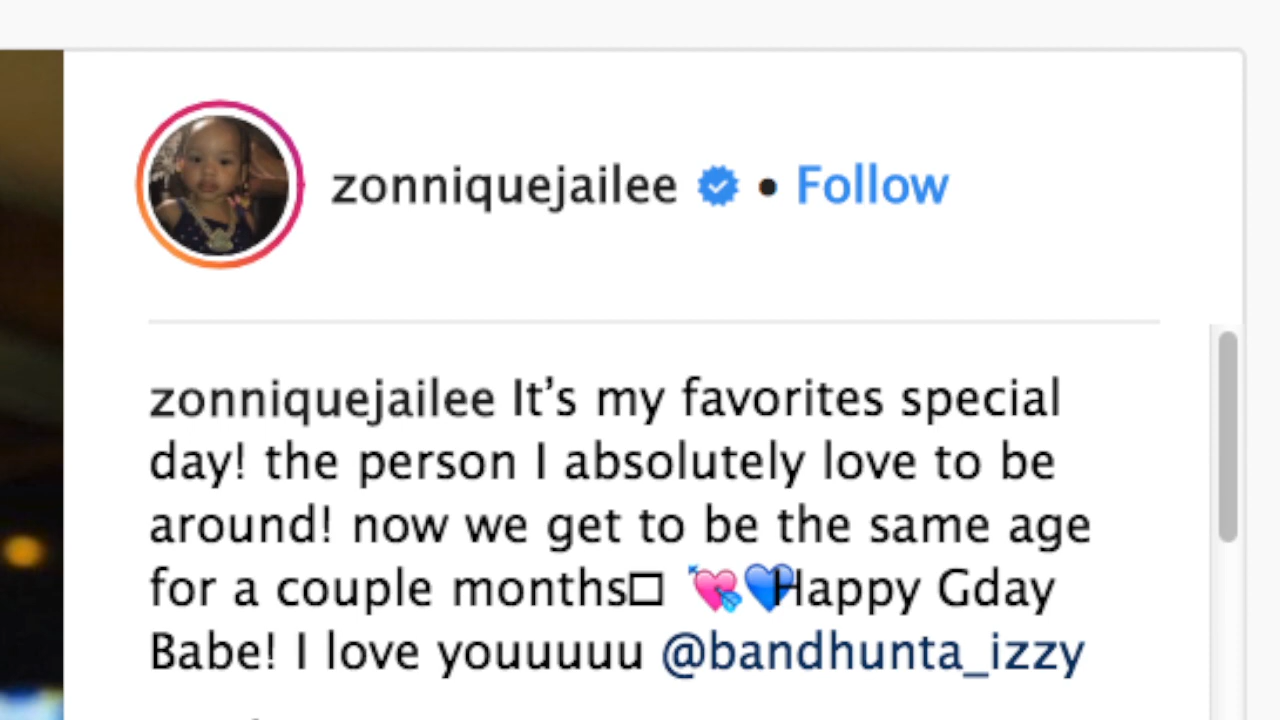 zonniquejailee • Follow
zonniquejailee It’s my favorites special
day! the person I absolutely love to be
around! now we get to be the same age
for a couple months□ 💘💙Happy Gday
Babe! I love youuuuu @bandhunta_izzy